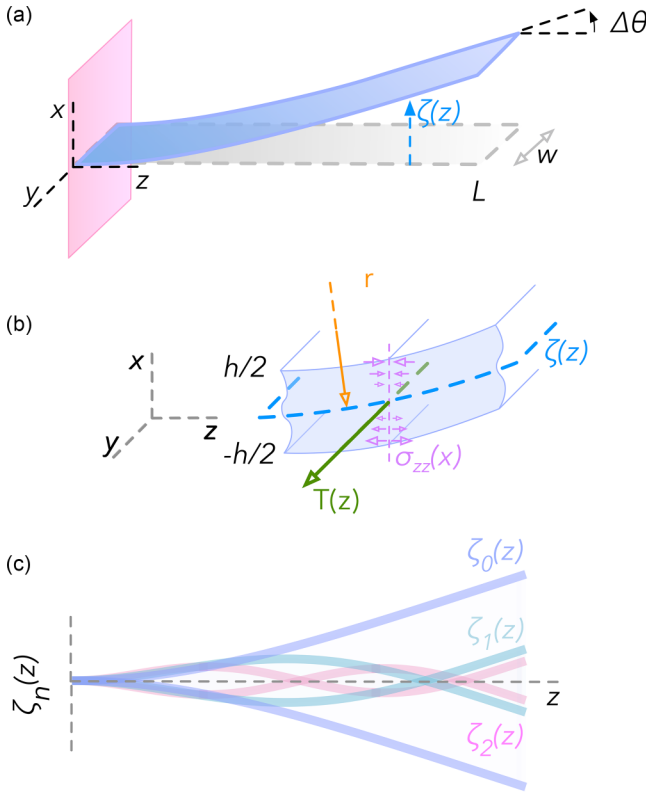 (a)
Δθ
x
ζ(z)
y
z
L
w
(b)
r
x
h/2
ζ(z)
y
z
-h/2
σzz(x)
T(z)
(c)
ζ0(z)
ζ1(z)
ζn(z)
z
ζ2(z)